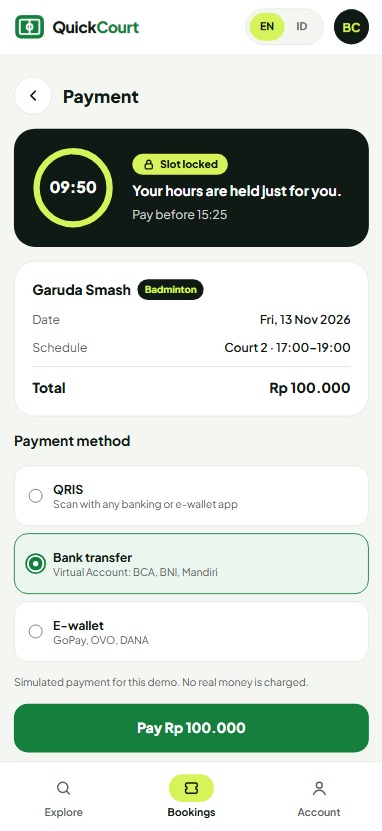 QuickCourt
EN ID
BC
Payment
09:50
Slot locked
Your hours are held just for you.
Pay before 15:25
Garuda Smash Badminton
Date Fri, 13 Nov 2026
Schedule Court 2 · 17:00–19:00
Total Rp 100.000
Payment method
QRIS
Scan with any banking or e-wallet app
Bank transfer
Virtual Account: BCA, BNI, Mandiri
E-wallet
GoPay, OVO, DANA
Simulated payment for this demo. No real money is charged.
Pay Rp 100.000
Explore Bookings Account